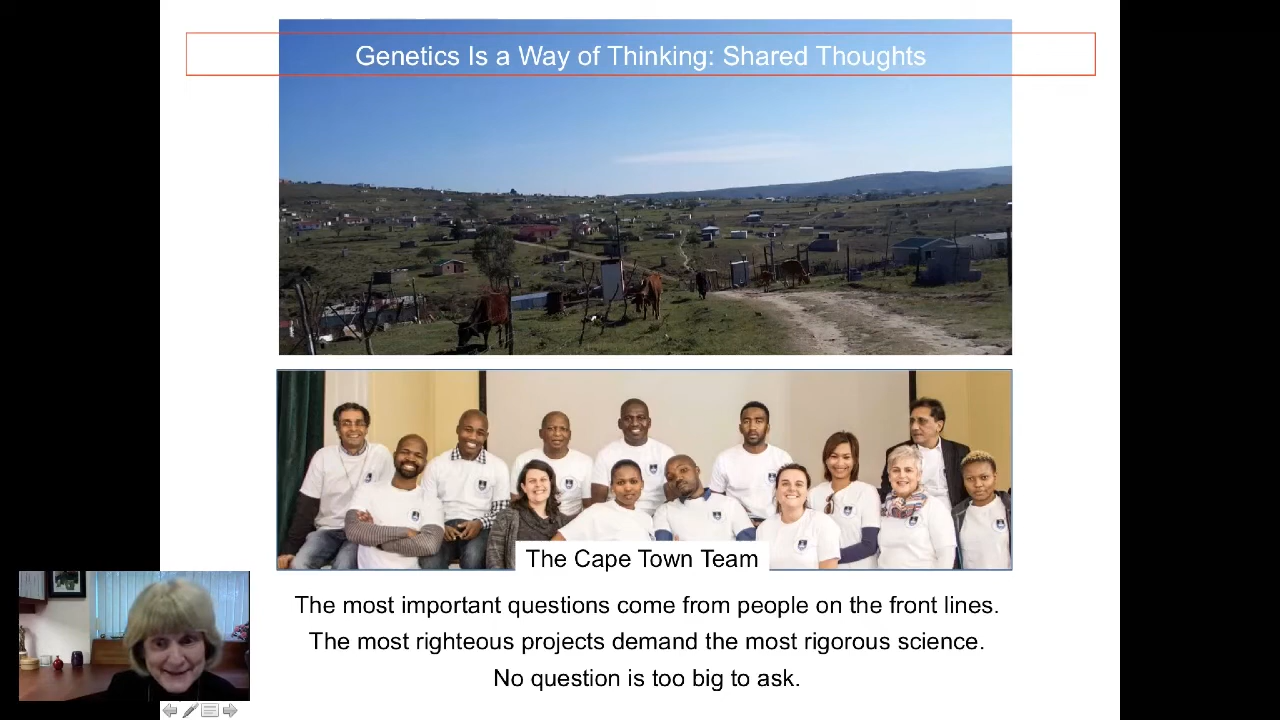 Genetics Is a Way of Thinking: Shared Thoughts
The Cape Town Team
The most important questions come from people on the front lines.
The most righteous projects demand the most rigorous science.
No question is too big to ask.